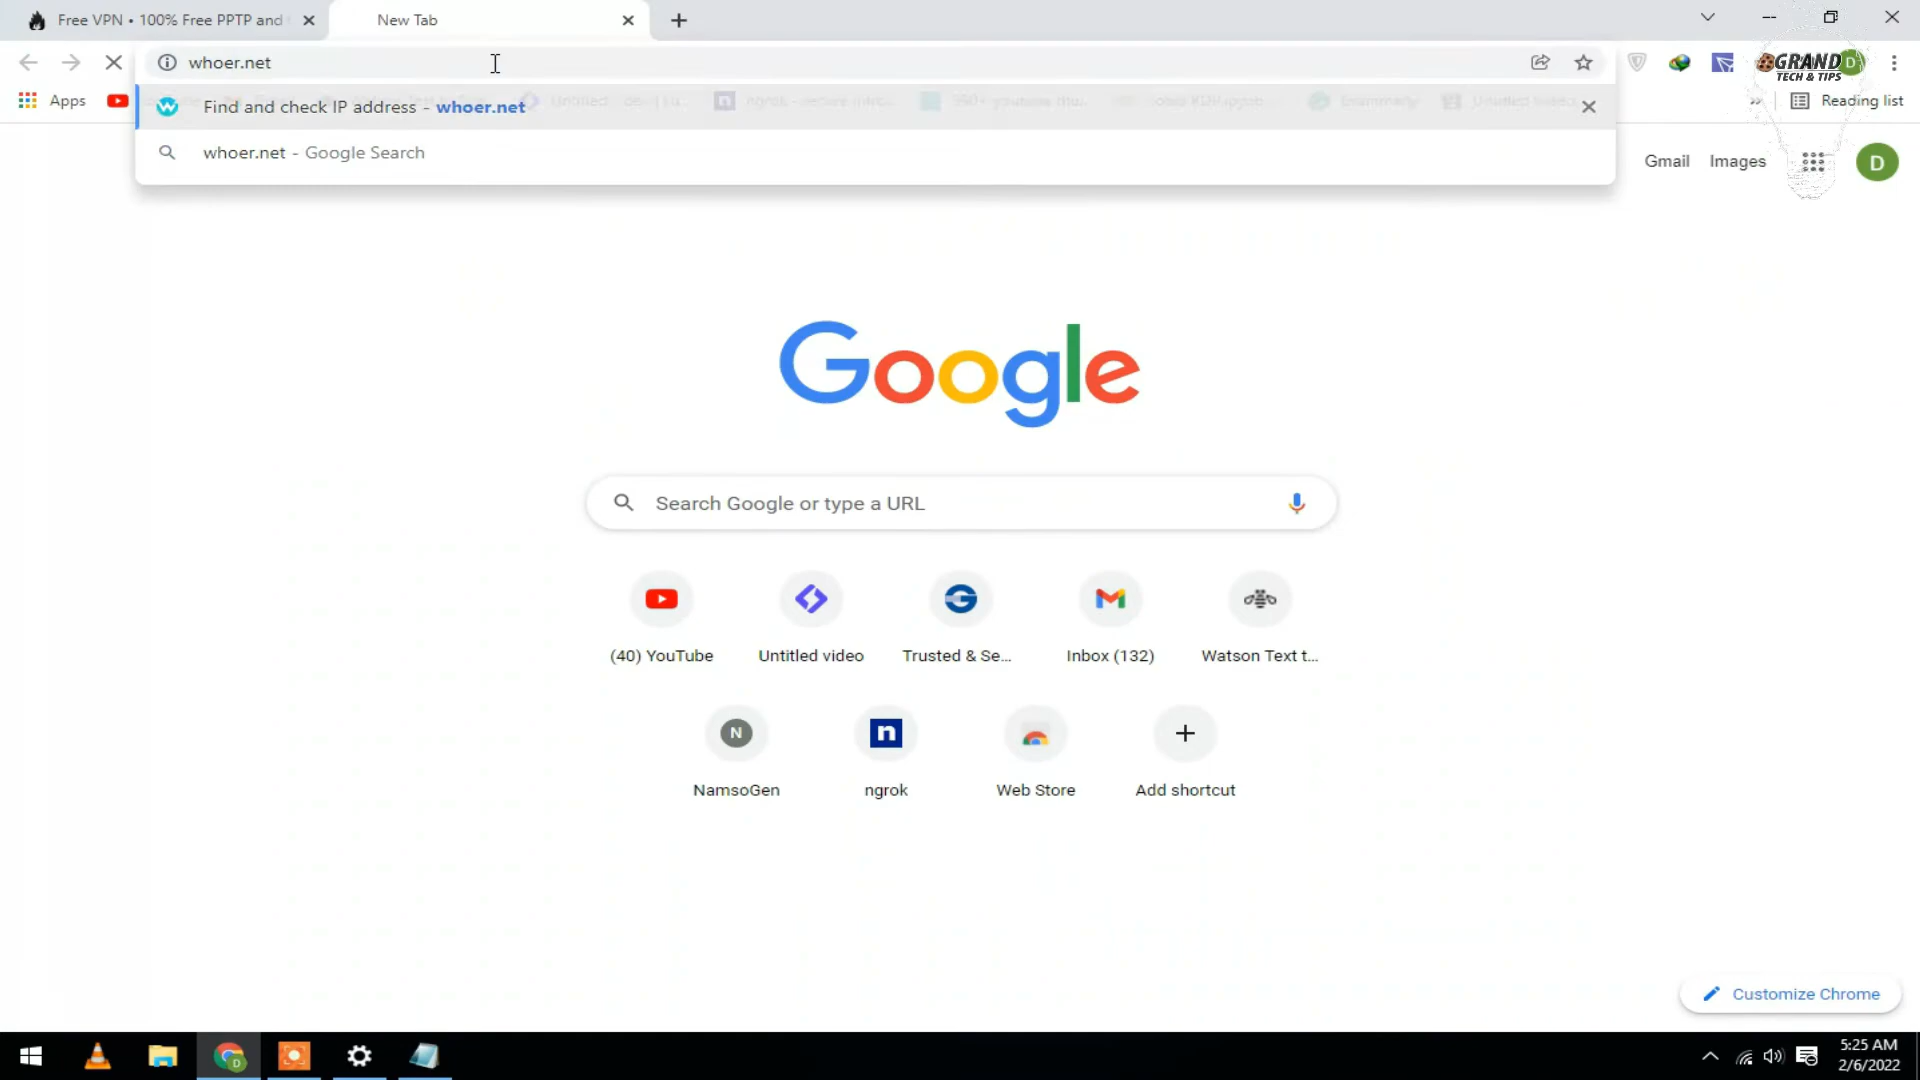 Free VPN • 100% Free PPTP and
New Tab
whoer.net
GRAND
TECH & TIPS
D
Apps
Reading list
Find and check IP address - whoer.net
whoer.net - Google Search
Gmail
Images
D
Google
Search Google or type a URL
(40) YouTube
Untitled video
Trusted & Se...
Inbox (132)
Watson Text t...
N
n
NamsoGen
ngrok
Web Store
Add shortcut
Customize Chrome
D
5:25 AM
2/6/2022